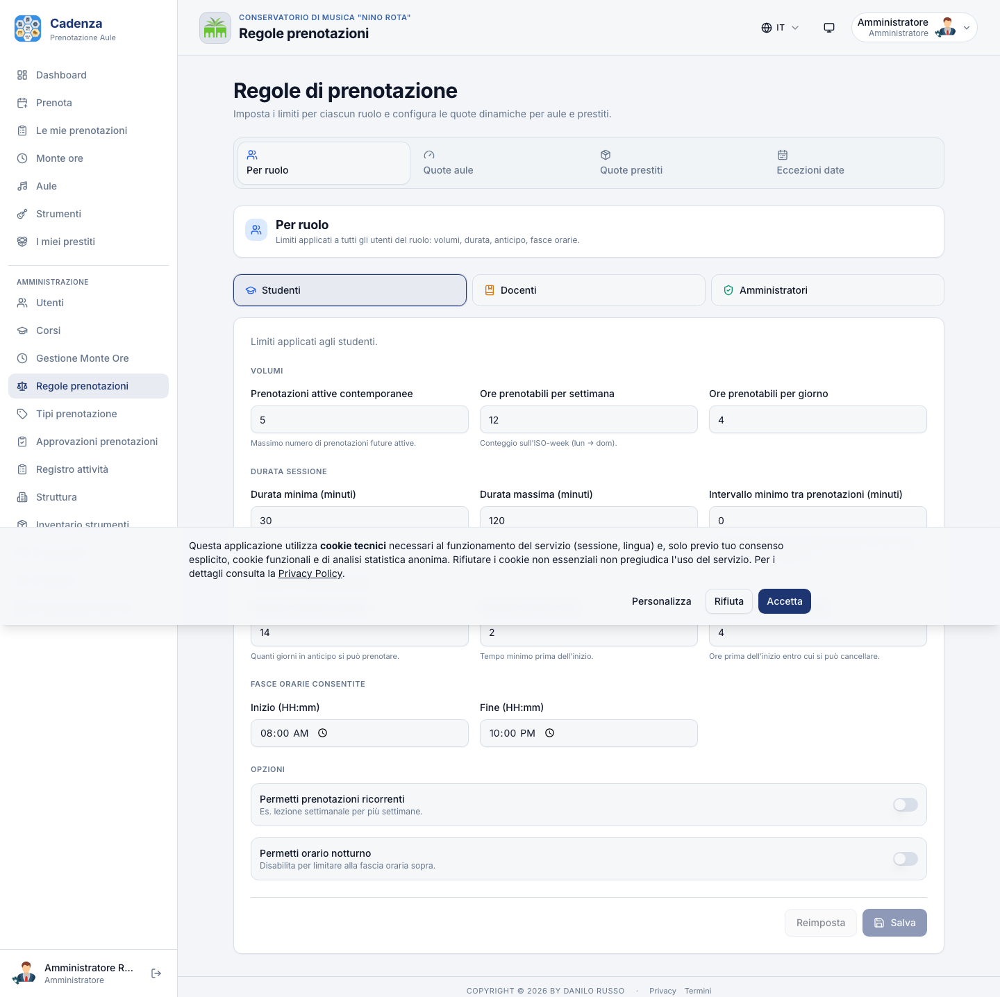 Cadenza
Prenotazione Aule
Dashboard
Prenota
Le mie prenotazioni
Monte ore
Aule
Strumenti
I miei prestiti
AMMINISTRAZIONE
Utenti
Corsi
Gestione Monte Ore
Regole prenotazioni
Tipi prenotazione
Approvazioni prenotazioni
Registro attività
Struttura
Inventario strumenti
Amministratore R...
Amministratore
CONSERVATORIO DI MUSICA "NINO ROTA"
Regole prenotazioni
IT
Amministratore
Amministratore
Regole di prenotazione
Imposta i limiti per ciascun ruolo e configura le quote dinamiche per aule e prestiti.
Per ruolo
Quote aule
Quote prestiti
Eccezioni date
Per ruolo
Limiti applicati a tutti gli utenti del ruolo: volumi, durata, anticipo, fasce orarie.
Studenti
Docenti
Amministratori
Limiti applicati agli studenti.
VOLUMI
Prenotazioni attive contemporanee
Ore prenotabili per settimana
Ore prenotabili per giorno
5
12
4
Massimo numero di prenotazioni future attive.
Conteggio sull'ISO-week (lun → dom).
DURATA SESSIONE
Durata minima (minuti)
Durata massima (minuti)
Intervallo minimo tra prenotazioni (minuti)
30
120
0
Questa applicazione utilizza cookie tecnici necessari al funzionamento del servizio (sessione, lingua) e, solo previo tuo consenso
esplicito, cookie funzionali e di analisi statistica anonima. Rifiutare i cookie non essenziali non pregiudica l'uso del servizio. Per i
dettagli consulta la Privacy Policy.
Personalizza
Rifiuta
Accetta
14
2
4
Quanti giorni in anticipo si può prenotare.
Tempo minimo prima dell'inizio.
Ore prima dell'inizio entro cui si può cancellare.
FASCE ORARIE CONSENTITE
Inizio (HH:mm)
Fine (HH:mm)
08:00 AM
10:00 PM
OPZIONI
Permetti prenotazioni ricorrenti
Es. lezione settimanale per più settimane.
Permetti orario notturno
Disabilita per limitare alla fascia oraria sopra.
Reimposta
Salva
COPYRIGHT © 2026 BY DANILO RUSSO · Privacy Termini